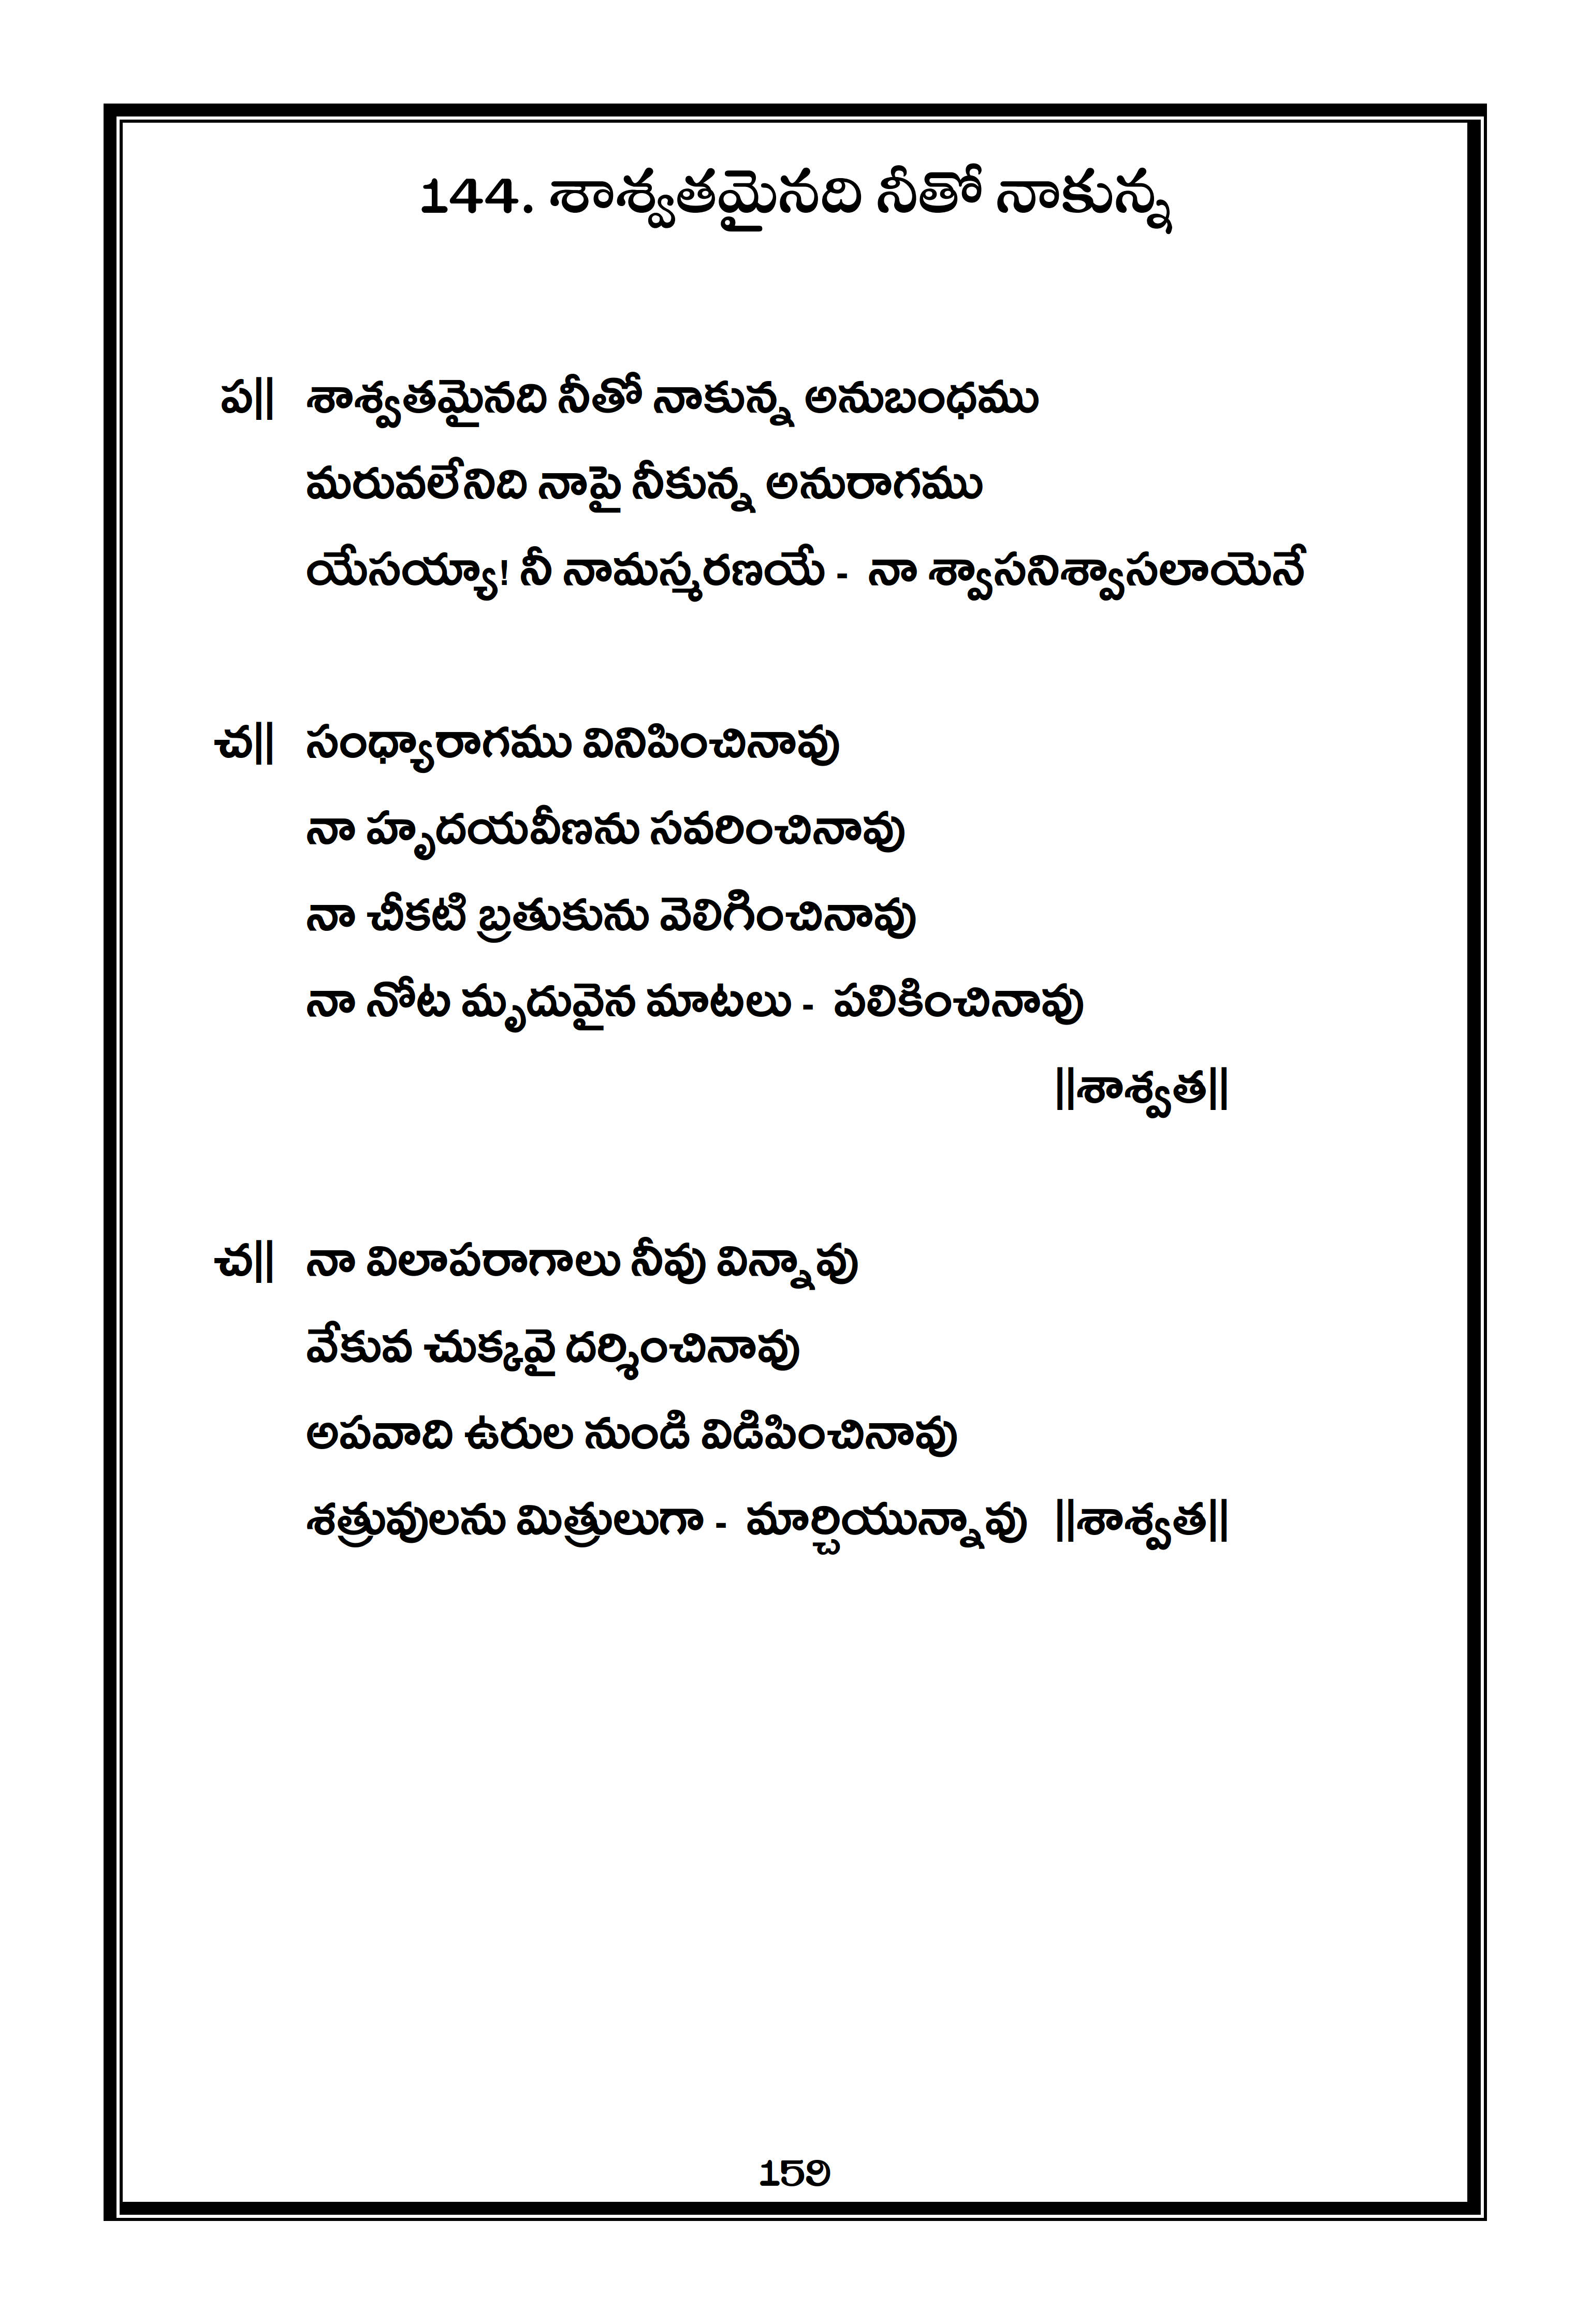 144. శాశ్వతమైనది నీతో నాకున్న
ప|| శాశ్వతమైనది నీతో నాకున్న అనుబంధము
మరువలేనిది నాపై నీకున్న అనురాగము
యేసయ్యా! నీ నామస్మరణయే - నా శ్వాసనిశ్వాసలాయెనే
చ|| సంధ్యారాగము వినిపించినావు
నా హృదయవీణను సవరించినావు
నా చీకటి బ్రతుకును వెలిగించినావు
నా నోట మృదువైన మాటలు - పలికించినావు
||శాశ్వత||
చ|| నా విలాపరాగాలు నీవు విన్నావు
వేకువ చుక్కవై దర్శించినావు
అపవాది ఉరుల నుండి విడిపించినావు
శత్రువులను మిత్రులుగా - మార్చియున్నావు ||శాశ్వత||
159